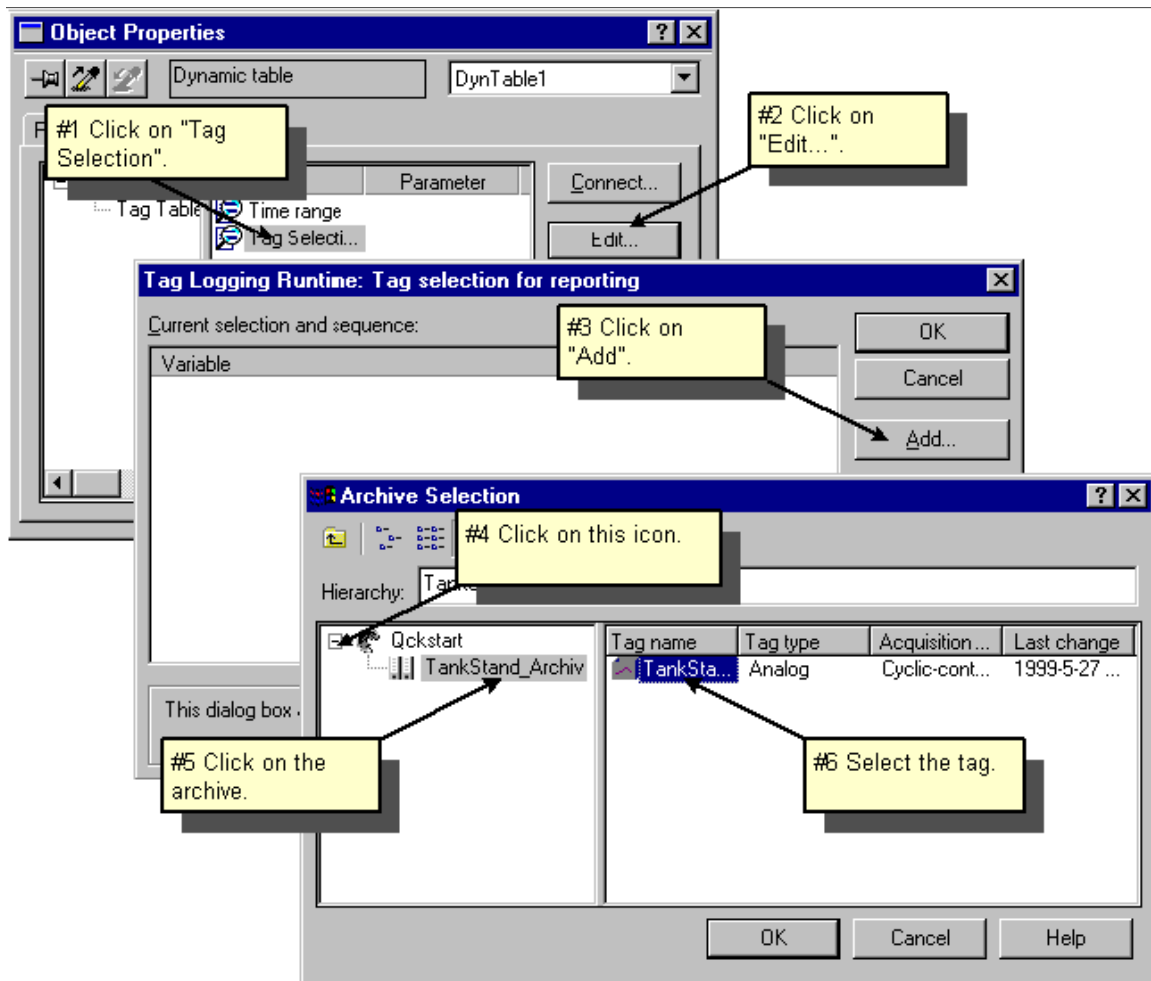 Object Properties
Dynamic table
DynTable1
#1 Click on "Tag
Selection".
#2 Click on
"Edit...".
Parameter
Connect...
Tag Table
Time range
Tag Selecti...
Edit...
Tag Logging Runtime: Tag selection for reporting
Current selection and sequence:
Variable
#3 Click on
"Add".
OK
Cancel
Add...
Archive Selection
#4 Click on this icon.
Hierarchy:
Qckstart
TankStand_Archiv
Tag name Tag type Acquisition ... Last change
TankSta... Analog Cyclic-cont... 1999-5-27 ...
This dialog box
#5 Click on the
archive.
#6 Select the tag.
OK Cancel Help